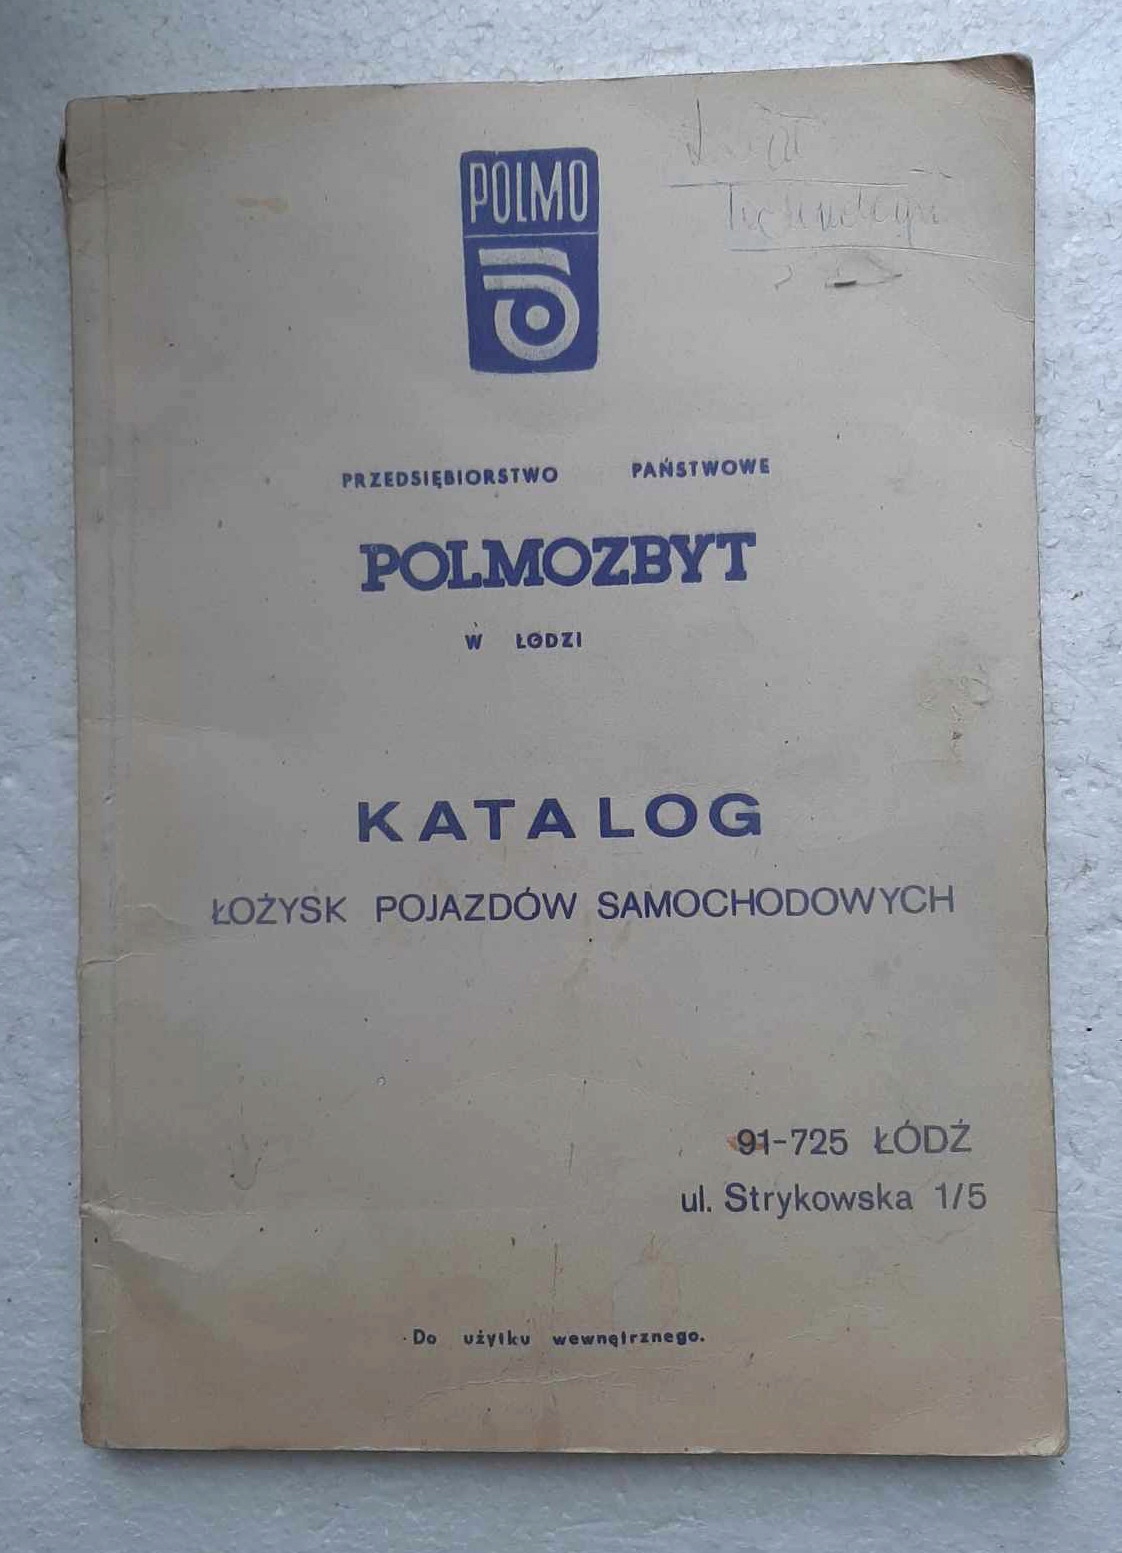 POLMO
PRZEDSIĘBIORSTWO PAŃSTWOWE
POLMOZBYT
W ŁODZI
KATALOG
ŁOŻYSK POJAZDÓW SAMOCHODOWYCH
91-725 ŁÓDŹ
ul. Strykowska 1/5
Do użytku wewnętrznego.